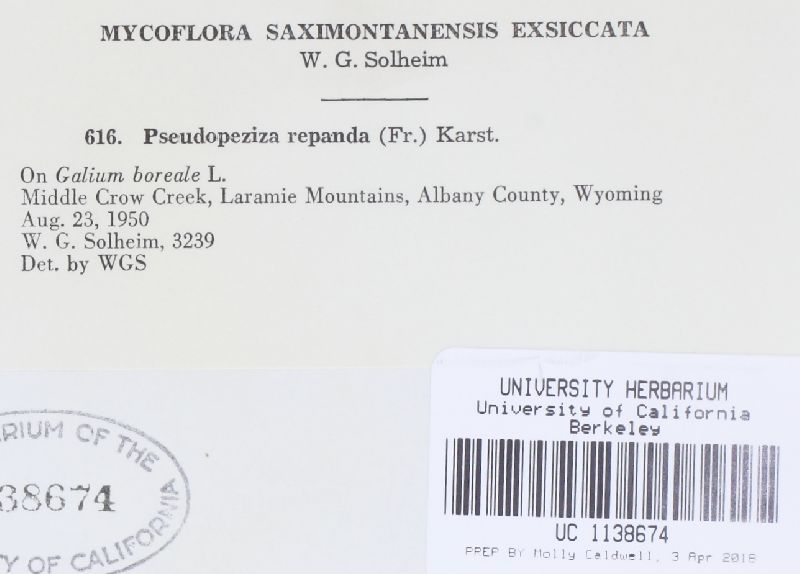 MYCOFLORA SAXIMONTANENSIS EXSICCATA
W. G. Solheim
616. Pseudopeziza repanda (Fr.) Karst.
On Galium boreale L.
Middle Crow Creek, Laramie Mountains, Albany County, Wyoming
Aug. 23, 1950
W. G. Solheim, 3239
Det. by WGS
UNIVERSITY HERBARIUM
University of California
Berkeley
UC 1138674
PREP BY Molly Caldwell, 3 Apr 2018
RIUM OF THE
38674
Y OF CALIFORNIA